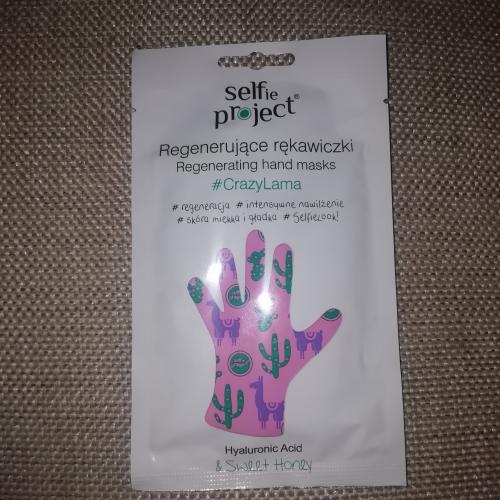 selfie
project®
Regenerujące rękawiczki
Regenerating hand masks
#CrazyLama
# regeneracja # intensywne nawilżenie
# skóra miękka i gładka # Selfielook!
Hyaluronic Acid
& Sweet Honey